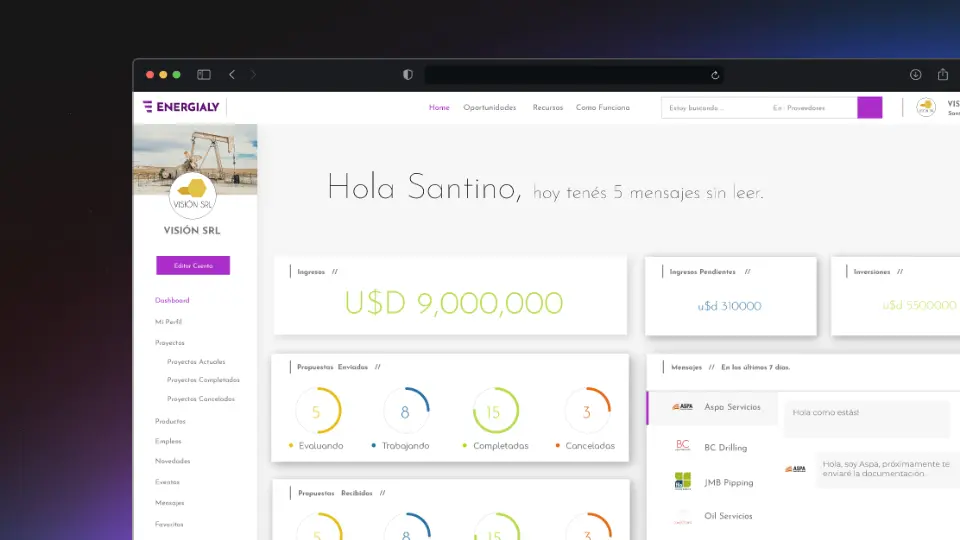 ENERGIALY
Home Oportunidades Recursos Como Funciona
Estoy buscando... Ej.: Proveedores
VISIÓN SRL
VISIÓN SRL
Editar Cuenta
Dashboard
Mi Perfil
Proyectos
Proyectos Actuales
Proyectos Completados
Proyectos Cancelados
Productos
Empleos
Novedades
Eventos
Mensajes
Favoritos
Hola Santino, hoy tenés 5 mensajes sin leer.
Ingresos //
U$D 9,000,000
Ingresos Pendientes //
u$d 310000
Inversiones //
u$d 5500000
Propuestas Enviadas //
5 8 15 3
Evaluando Trabajando Completadas Canceladas
Propuestas Recibidas //
5 8 15 3
Mensajes // En los últimos 7 días.
ASPA Aspa Servicios
BC BC Drilling
JMB Pipping
Oil Servicios
Hola como estás!
ASPA
Hola, soy Aspa, próximamente te
enviaré la documentación.